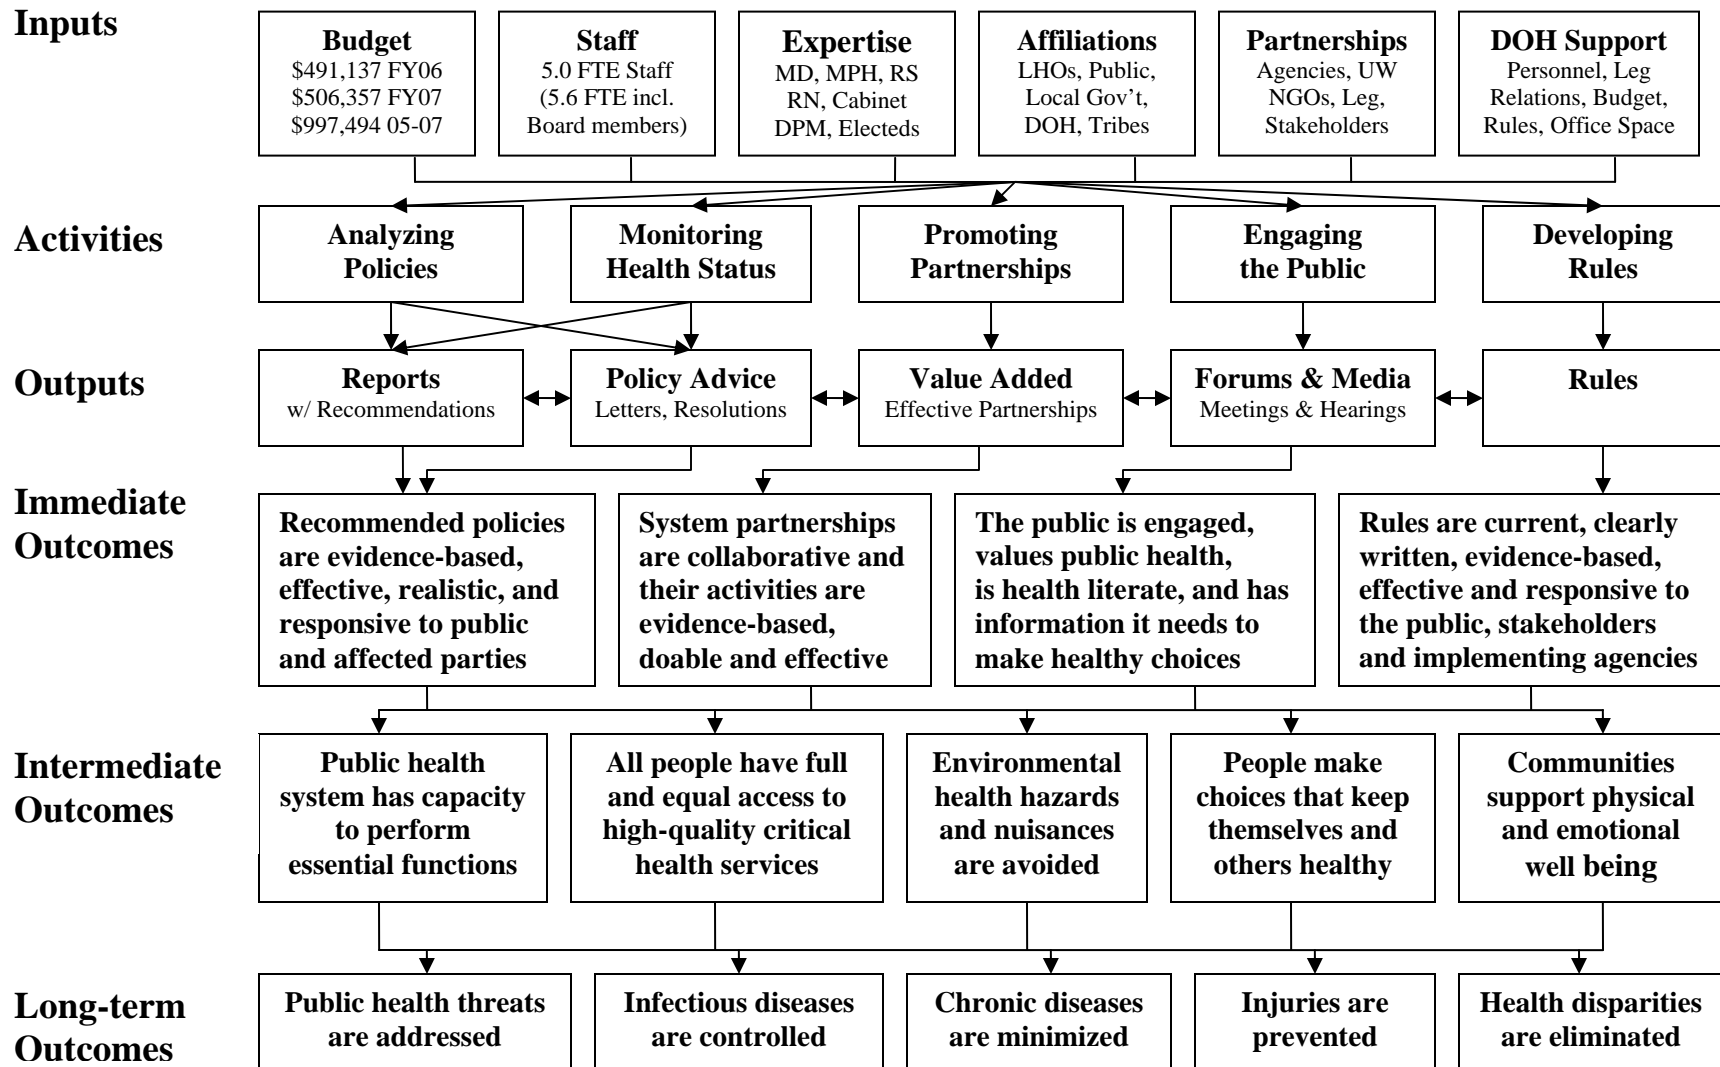 Inputs
Budget
$491,137 FY06
$506,357 FY07
$997,494 05-07
Staff
5.0 FTE Staff
(5.6 FTE incl.
Board members)
Expertise
MD, MPH, RS
RN, Cabinet
DPM, Electeds
Affiliations
LHOs, Public,
Local Gov’t,
DOH, Tribes
Partnerships
Agencies, UW
NGOs, Leg,
Stakeholders
DOH Support
Personnel, Leg
Relations, Budget,
Rules, Office Space
Activities
Analyzing
Policies
Monitoring
Health Status
Promoting
Partnerships
Engaging
the Public
Developing
Rules
Outputs
Reports
w/ Recommendations
Policy Advice
Letters, Resolutions
Value Added
Effective Partnerships
Forums & Media
Meetings & Hearings
Rules
Immediate
Outcomes
Recommended policies
are evidence-based,
effective, realistic, and
responsive to public
and affected parties
System partnerships
are collaborative and
their activities are
evidence-based,
doable and effective
The public is engaged,
values public health,
is health literate, and has
information it needs to
make healthy choices
Rules are current, clearly
written, evidence-based,
effective and responsive to
the public, stakeholders
and implementing agencies
Intermediate
Outcomes
Public health
system has capacity
to perform
essential functions
All people have full
and equal access to
high-quality critical
health services
Environmental
health hazards
and nuisances
are avoided
People make
choices that keep
themselves and
others healthy
Communities
support physical
and emotional
well being
Long-term
Outcomes
Public health threats
are addressed
Infectious diseases
are controlled
Chronic diseases
are minimized
Injuries are
prevented
Health disparities
are eliminated